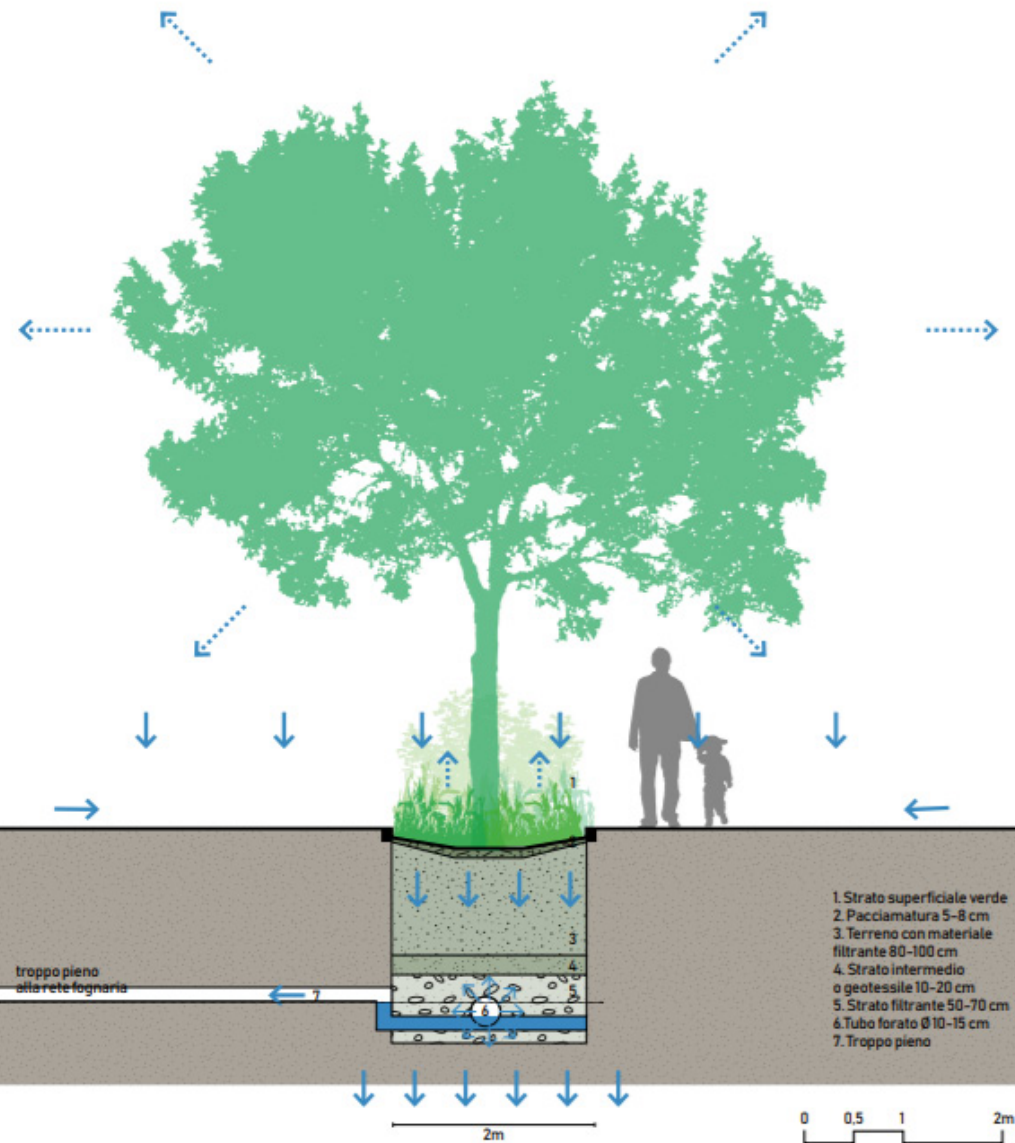 1
2
3
4
5
6
7
troppo pieno
alla rete fognaria
1. Strato superficiale verde
2. Pacciamatura 5-8 cm
3. Terreno con materiale
filtrante 80-100 cm
4. Strato intermedio
o geotessile 10-20 cm
5. Strato filtrante 50-70 cm
6.Tubo forato Ø 10-15 cm
7. Troppo pieno
2m
0 0,5 1 2m